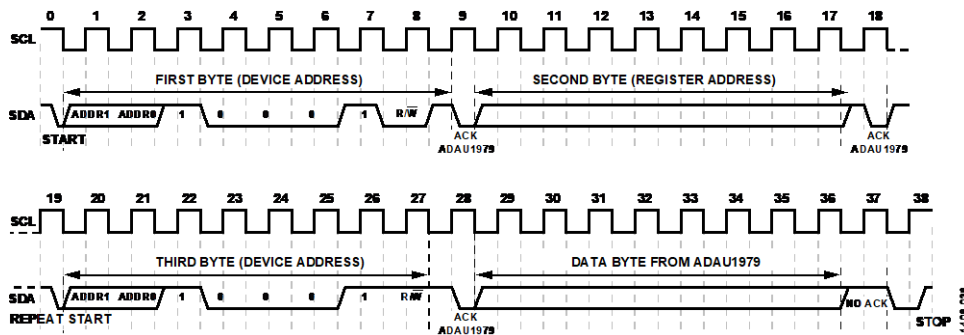 0 1 2 3 4 5 6 7 8 9 10 11 12 13 14 15 16 17 18
SCL
FIRST BYTE (DEVICE ADDRESS) SECOND BYTE (REGISTER ADDRESS)
SDA ADDR1 ADDR0 1 0 0 0 1 R/W
START ACK ADAU1979 ACK ADAU1979
19 20 21 22 23 24 25 26 27 28 29 30 31 32 33 34 35 36 37 38
SCL
THIRD BYTE (DEVICE ADDRESS) DATA BYTE FROM ADAU1979
SDA ADDR1 ADDR0 1 0 0 0 1 R/W NO ACK
REPEAT START ACK ADAU1979 STOP